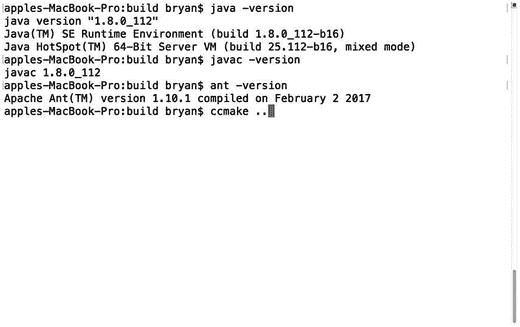 apples-MacBook-Pro:build bryan$ java -version
java version "1.8.0_112"
Java(TM) SE Runtime Environment (build 1.8.0_112-b16)
Java HotSpot(TM) 64-Bit Server VM (build 25.112-b16, mixed mode)
apples-MacBook-Pro:build bryan$ javac -version
javac 1.8.0_112
apples-MacBook-Pro:build bryan$ ant -version
Apache Ant(TM) version 1.10.1 compiled on February 2 2017
apples-MacBook-Pro:build bryan$ ccmake ..